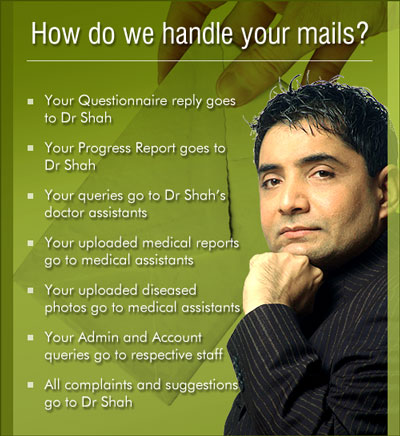 How do we handle your mails?
Your Questionnaire reply goes
to Dr Shah
Your Progress Report goes to
Dr Shah
Your queries go to Dr Shah's
doctor assistants
Your uploaded medical reports
go to medical assistants
Your uploaded diseased
photos go to medical assistants
Your Admin and Account
queries go to respective staff
All complaints and suggestions
go to Dr Shah